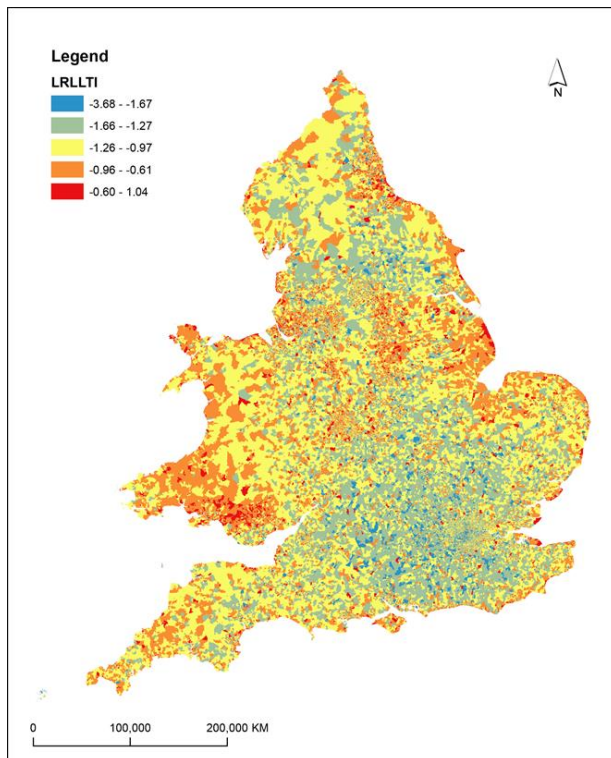 Legend
LRLLTI
-3.68 - -1.67
-1.66 - -1.27
-1.26 - -0.97
-0.96 - -0.61
-0.60 - 1.04
N
0 100,000 200,000 KM